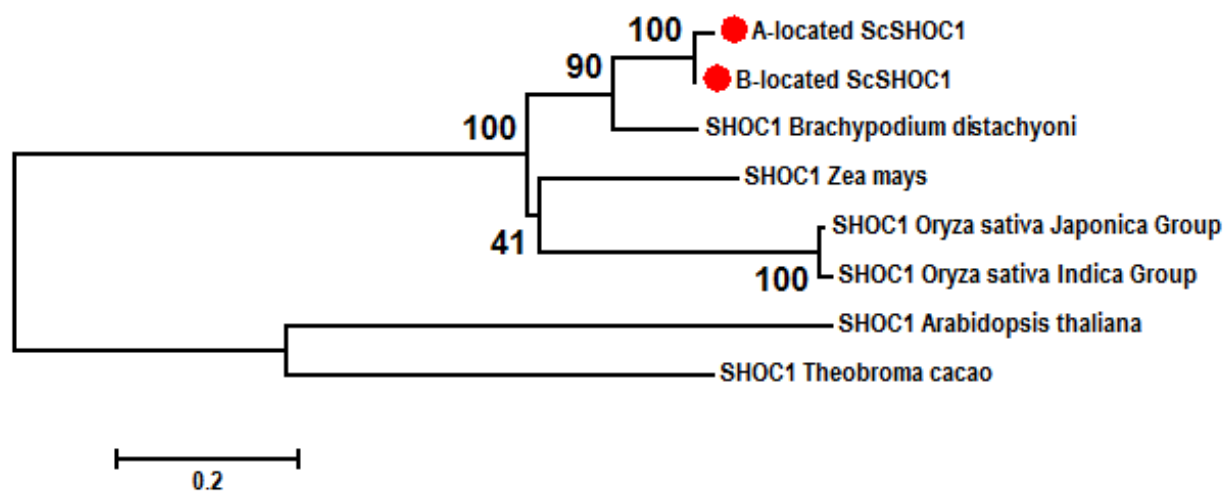 100
A-located ScSHOC1
90
B-located ScSHOC1
100
SHOC1 Brachypodium distachyoni
SHOC1 Zea mays
SHOC1 Oryza sativa Japonica Group
41
100
SHOC1 Oryza sativa Indica Group
SHOC1 Arabidopsis thaliana
SHOC1 Theobroma cacao
0.2